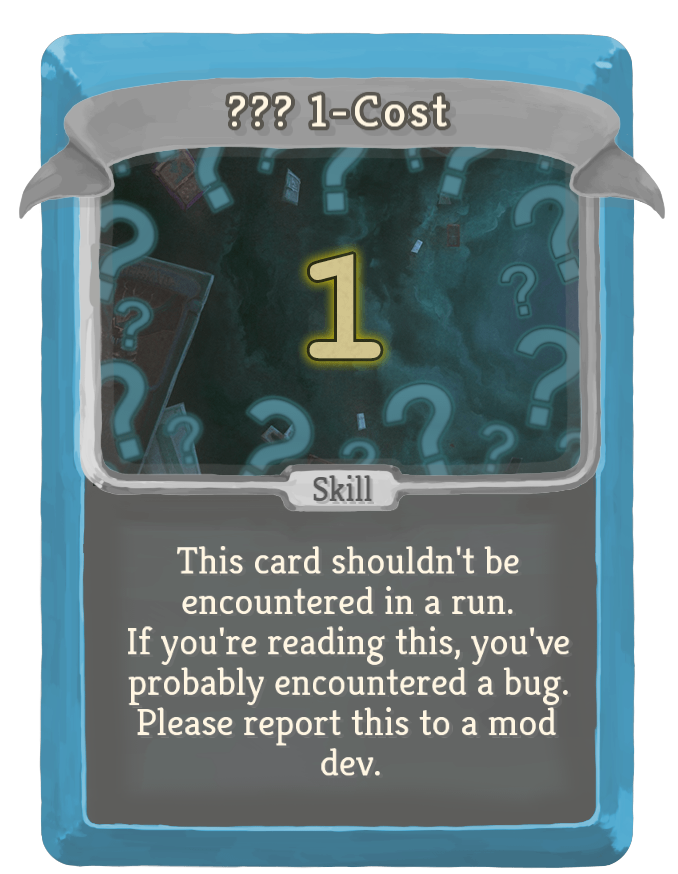 ??? 1-Cost
1
Skill
This card shouldn't be
encountered in a run.
If you're reading this, you've
probably encountered a bug.
Please report this to a mod
dev.